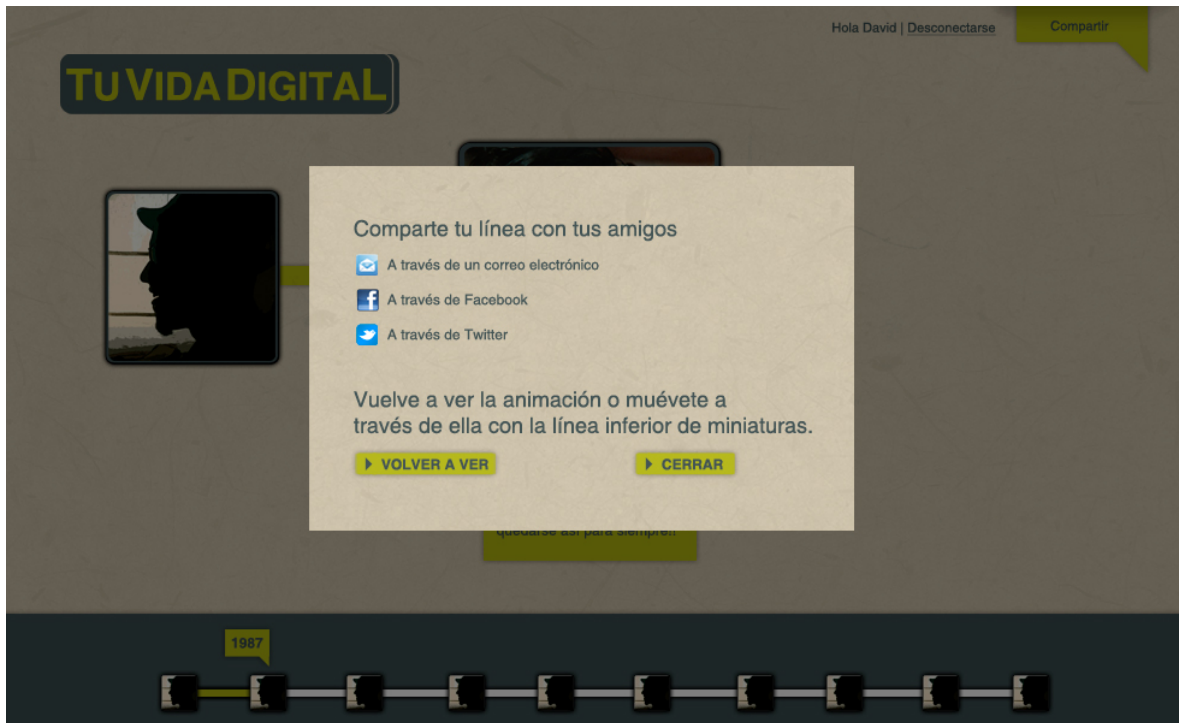 Hola David | Desconectarse
Compartir
TU VIDA DIGITAL
Comparte tu línea con tus amigos
A través de un correo electrónico
A través de Facebook
A través de Twitter
Vuelve a ver la animación o muévete a
través de ella con la línea inferior de miniaturas.
VOLVER A VER
CERRAR
quedarse así para siempre!!
1987